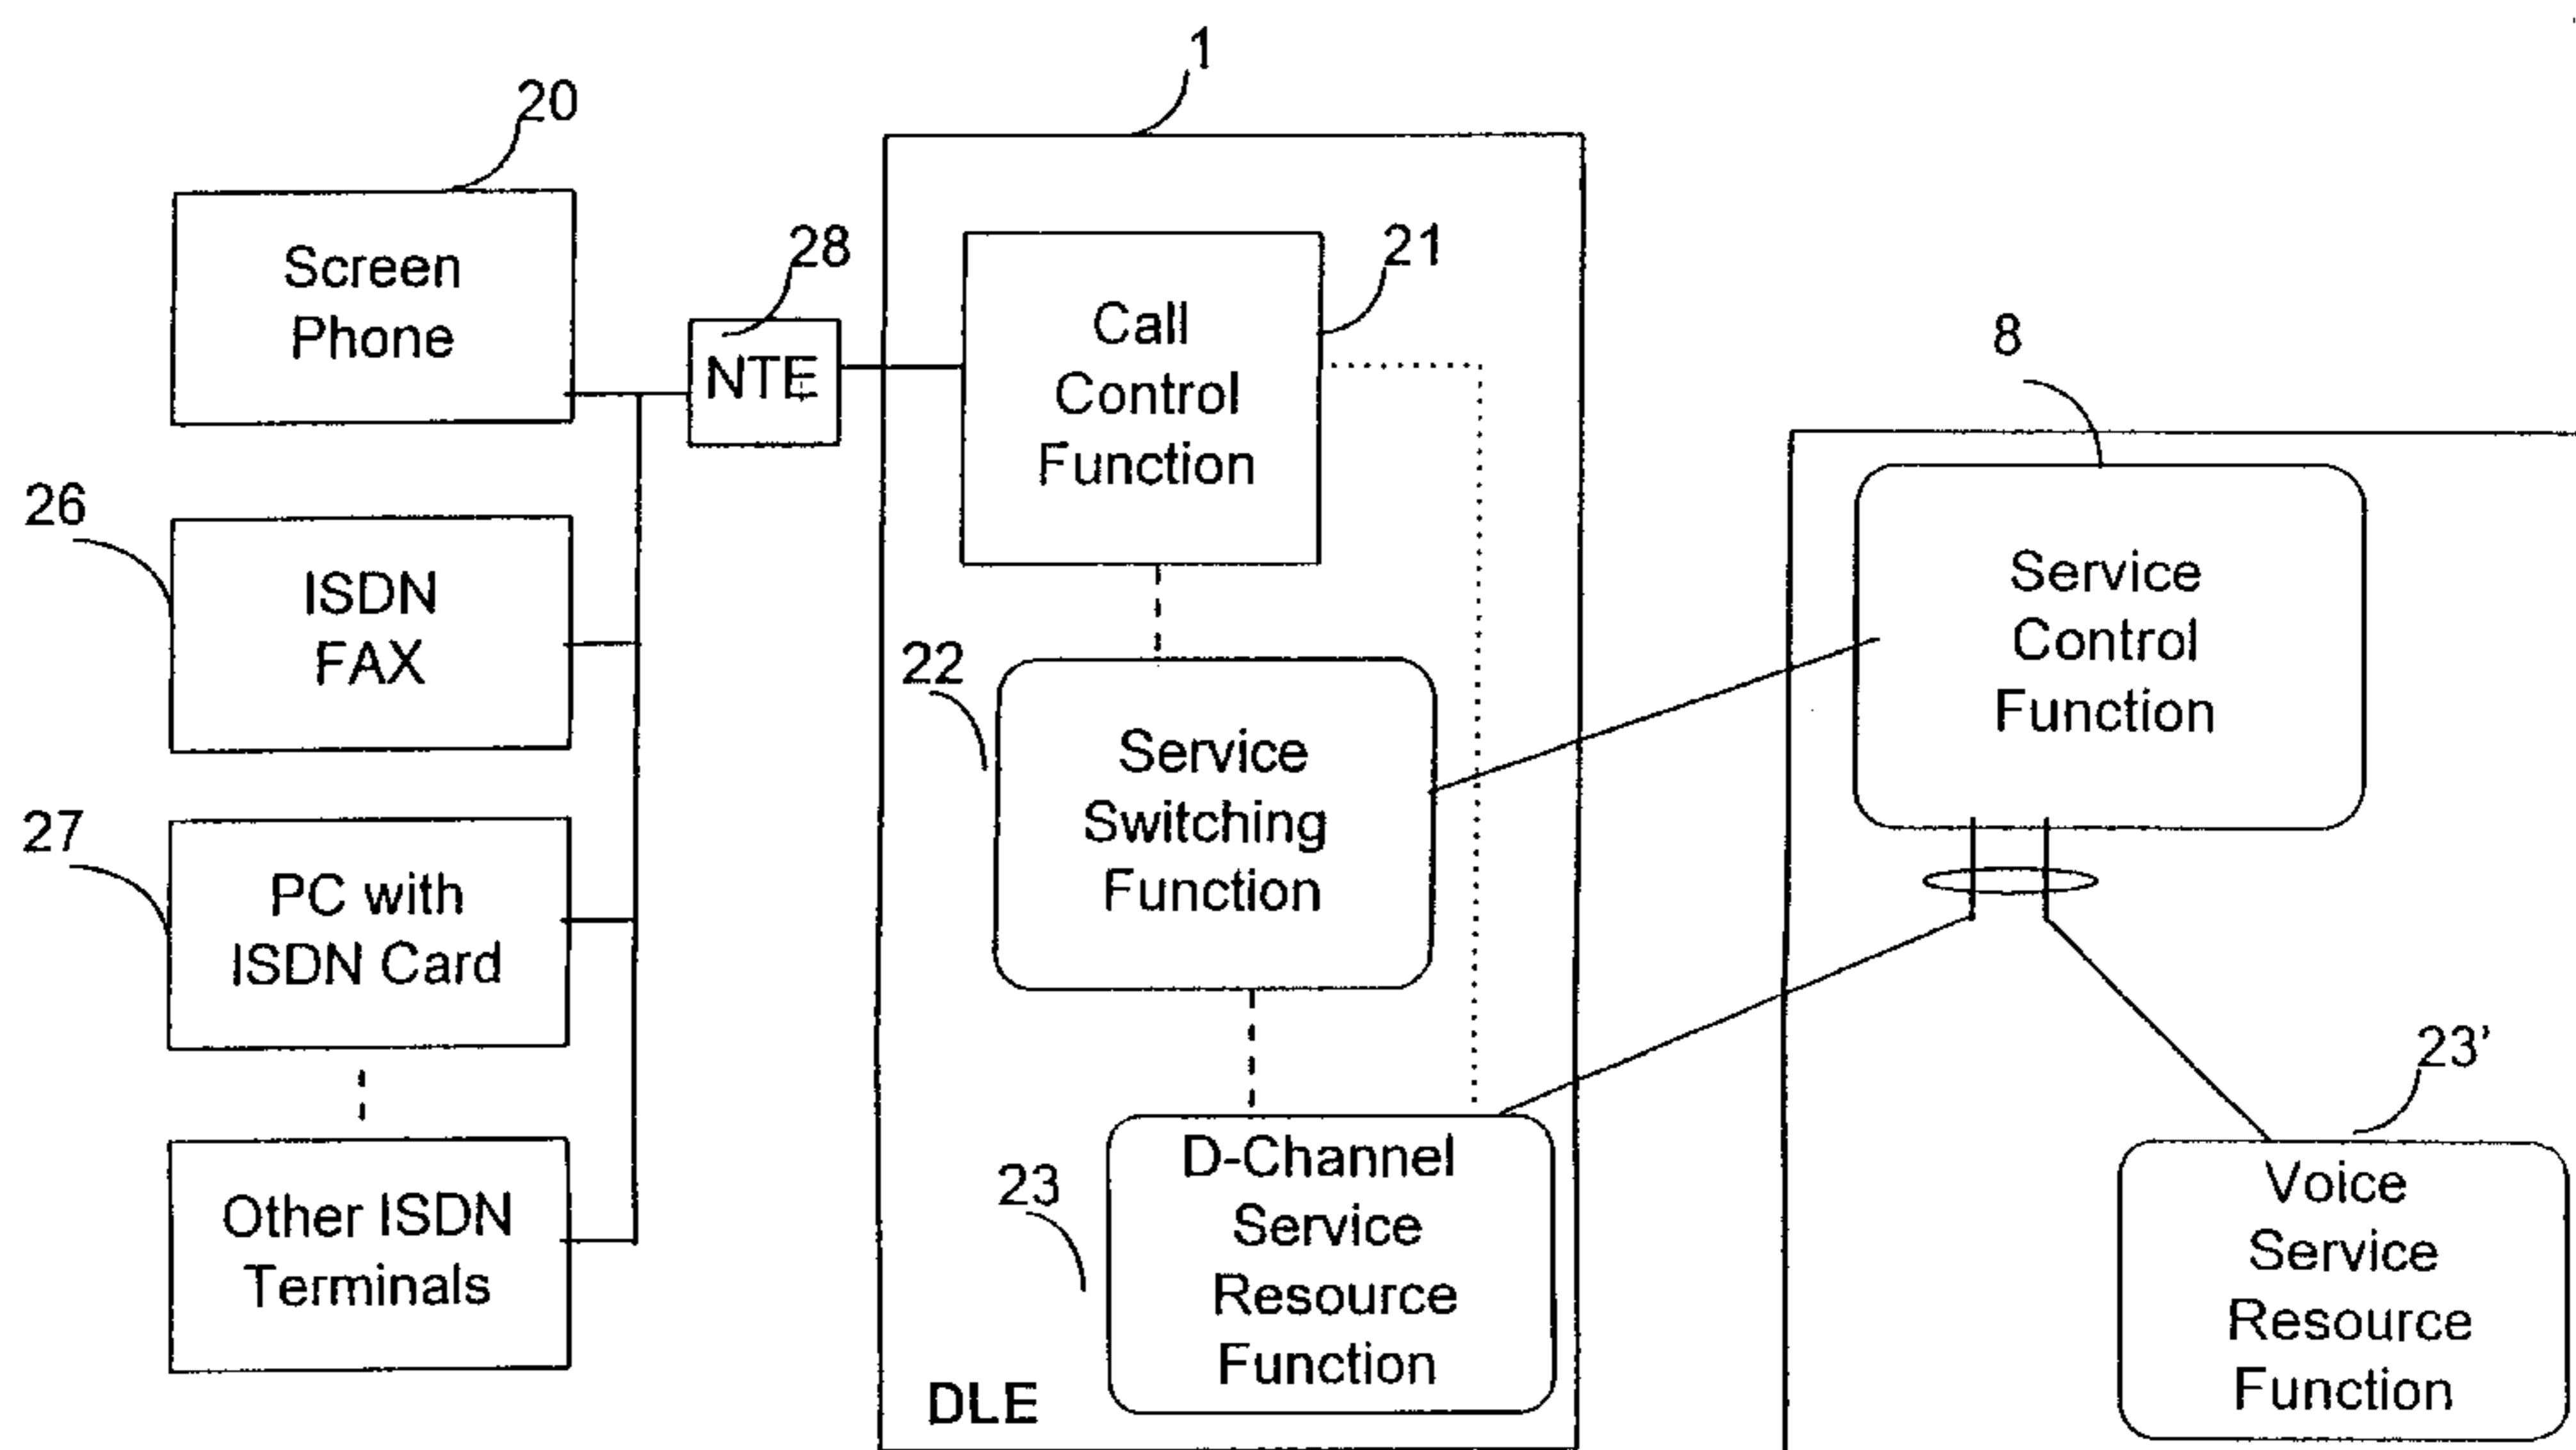 1
20
Screen
Phone
28
NTE
21
Call
Control
Function
8
26
ISDN
FAX
22
Service
Switching
Function
Service
Control
Function
27
PC with
ISDN Card
23'
Other ISDN
Terminals
23
D-Channel
Service
Resource
Function
Voice
Service
Resource
Function
DLE